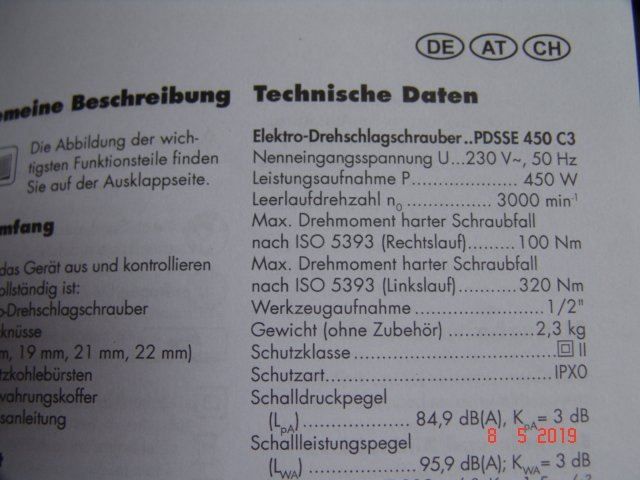 DE AT CH
emeine Beschreibung
Die Abbildung der wich-
tigsten Funktionsteile finden
Sie auf der Ausklappseite.
mfang
das Gerät aus und kontrollieren
ollständig ist:
o-Drehschlagschrauber
knüsse
m, 19 mm, 21 mm, 22 mm)
tzkohlebürsten
wahrungskoffer
sanleitung
Technische Daten
Elektro-Drehschlagschrauber..PDSSE 450 C3
Nenneingangsspannung U...230 V~, 50 Hz
Leistungsaufnahme P.................... 450 W
Leerlaufdrehzahl n0 ................. 3000 min-1
Max. Drehmoment harter Schraubfall
nach ISO 5393 (Rechtslauf)......... 100 Nm
Max. Drehmoment harter Schraubfall
nach ISO 5393 (Linkslauf)........... 320 Nm
Werkzeugaufnahme .........................1/2"
Gewicht (ohne Zubehör) ................. 2,3 kg
Schutzklasse ....................................... II
Schutzart........................................IPX0
Schalldruckpegel
(LpA)..................... 84,9 dB(A), KpA= 3 dB
Schallleistungspegel
(LWA) .................... 95,9 dB(A); KWA= 3 dB
8 5 2019